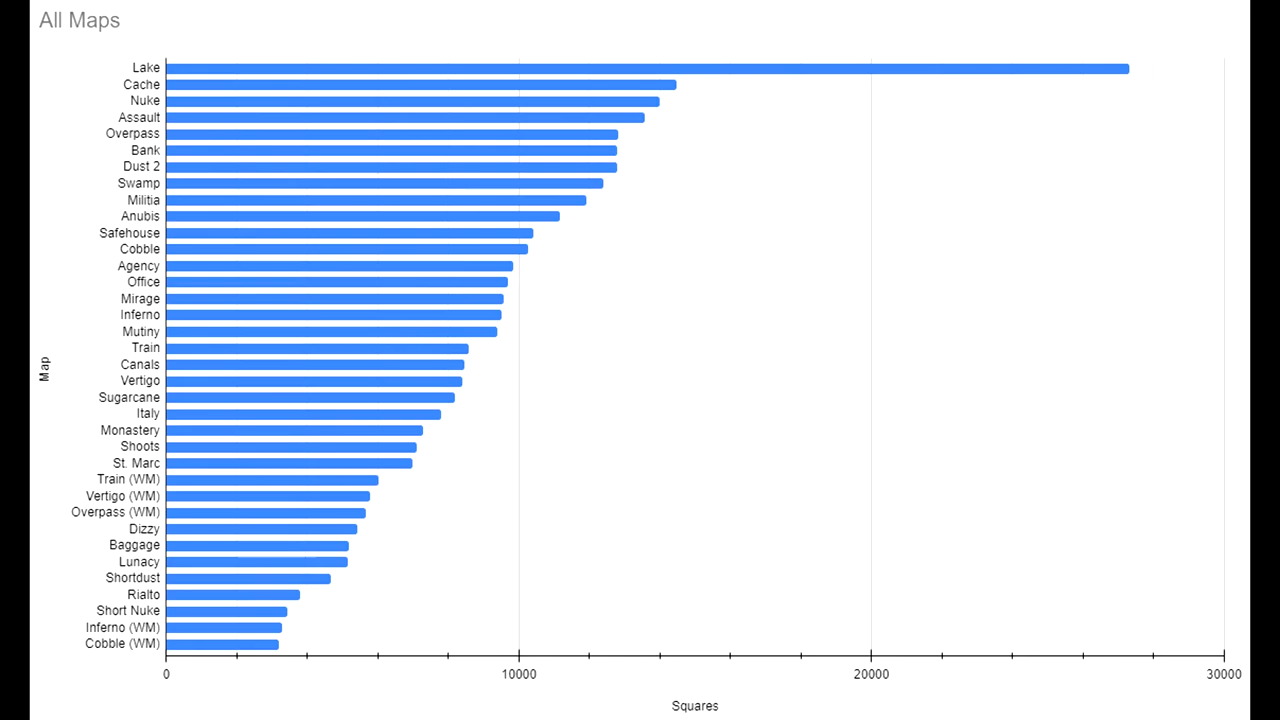 All Maps
Lake
Cache
Nuke
Assault
Overpass
Bank
Dust 2
Swamp
Militia
Anubis
Safehouse
Cobble
Agency
Office
Mirage
Inferno
Mutiny
Train
Canals
Vertigo
Sugarcane
Italy
Monastery
Shoots
St. Marc
Train (WM)
Vertigo (WM)
Overpass (WM)
Dizzy
Baggage
Lunacy
Shortdust
Rialto
Short Nuke
Inferno (WM)
Cobble (WM)
Map
0 10000 20000 30000
Squares